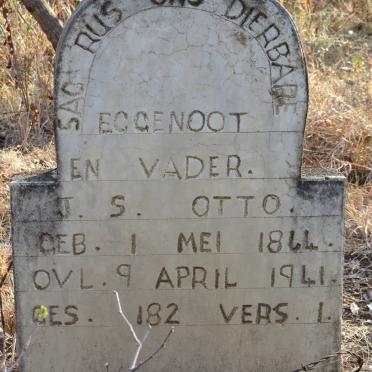 SAG RUS ONS DIERBARE
EGGENOOT
EN VADER.
J. S. OTTO.
GEB. 1 MEI 1864.
OVL. 9 APRIL 1941.
GES. 182 VERS. 1.